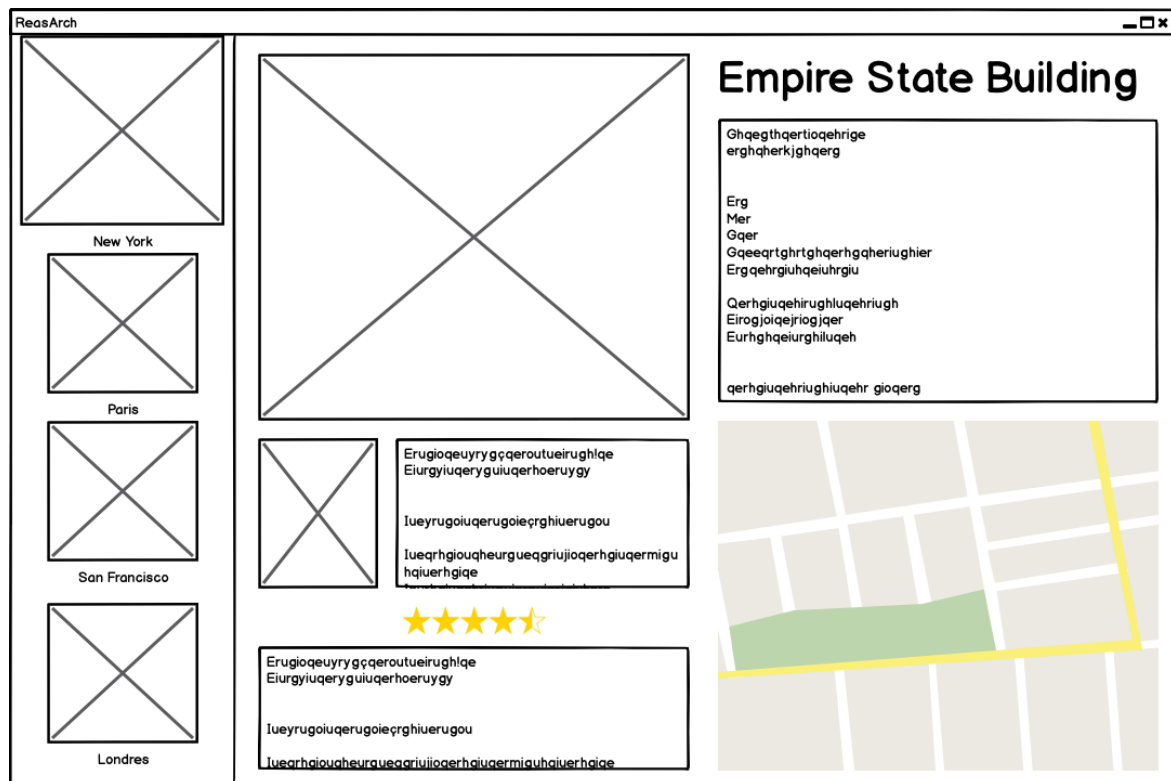 ReasArch
New York
Paris
San Francisco
Londres
Erugioqeuyrygçqeroutueirugh!qe
Eiurgyiuqeryguiuqerhoeruygy
Iueyrugoiuqerugoieçrghiuerugou
Iueqrhgiouqheurgueqgriujioqerhgiuqermigu
hqiuerhgiqe
Erugioqeuyrygçqeroutueirugh!qe
Eiurgyiuqeryguiuqerhoeruygy
Iueyrugoiuqerugoieçrghiuerugou
Iueqrhgiouqheurgueqgriujioqerhgiuqermiguhqiuerhgiqe
Empire State Building
Ghqegthqertioqehrige
erghqherkjghqerg
Erg
Mer
Gqer
Gqeeqrtghrtghqerhgqheriughier
Ergqehrgiuhqeiuhrgiu
Qerhgiuqehirughluqehriugh
Eirogjoiqejriogjqer
Eurhghqeiurghiluqeh
qerhgiuqehriughiuqehr gioqerg